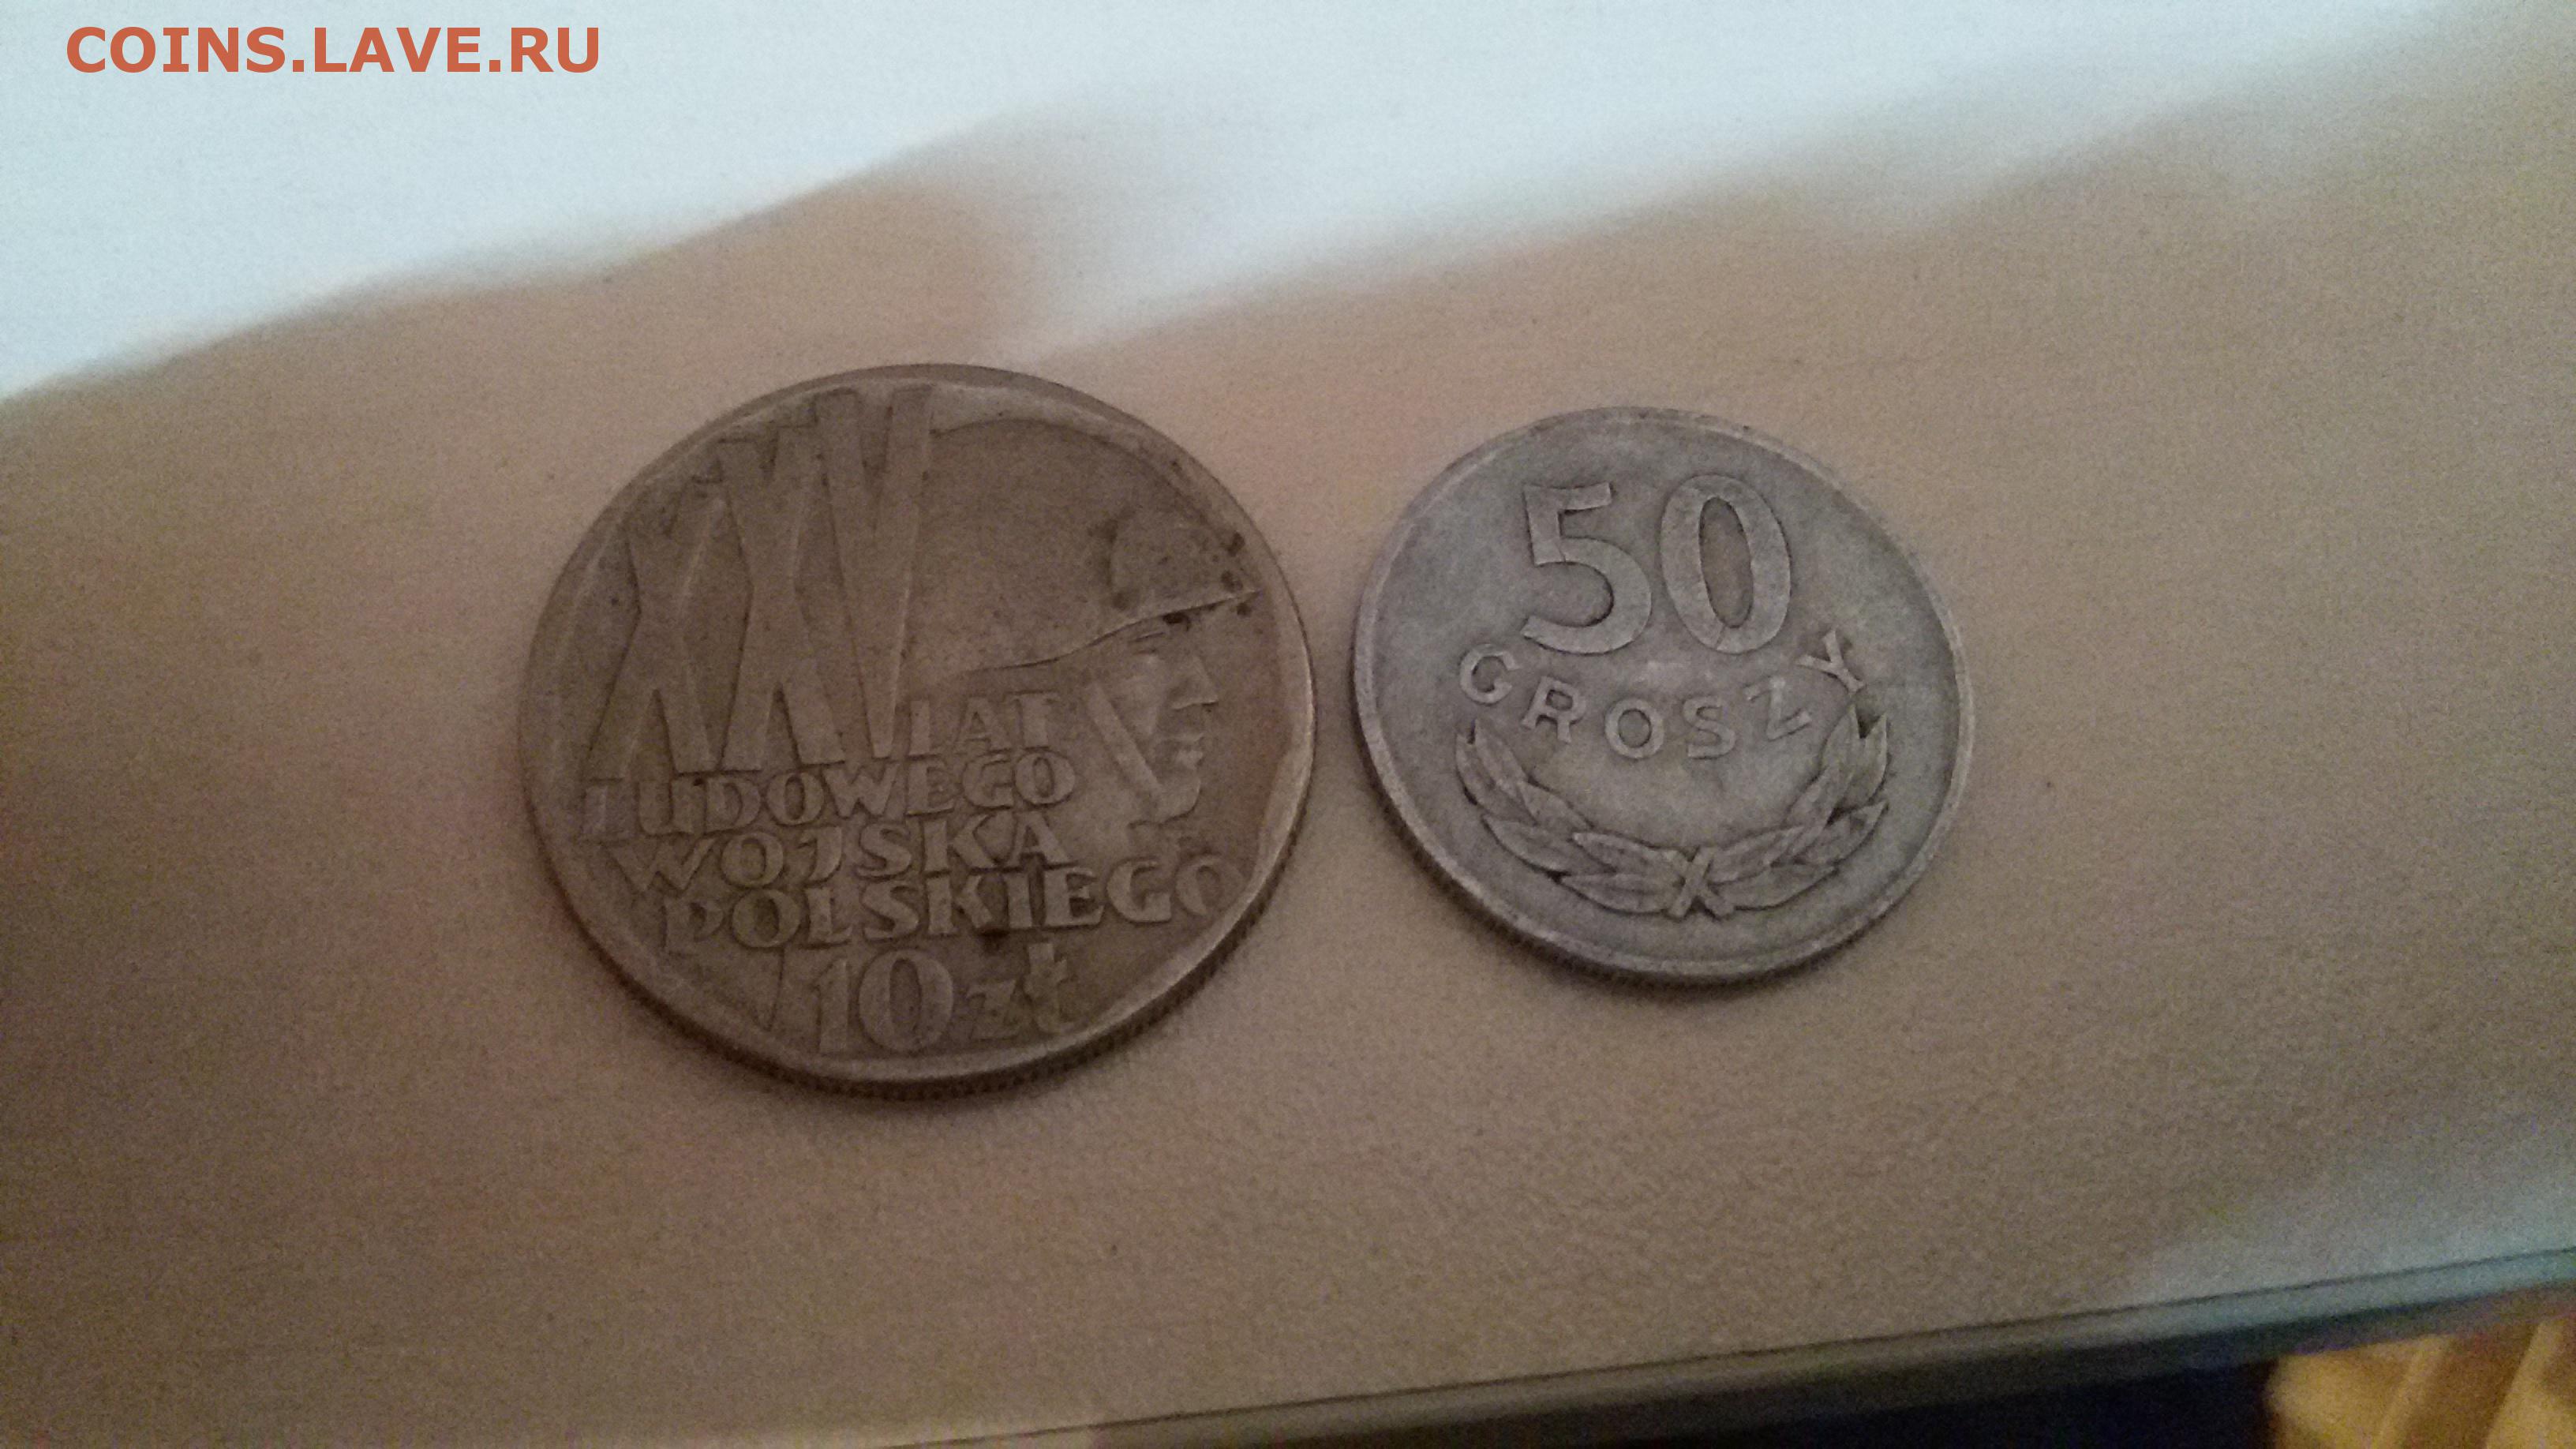 COINS.LAVE.RU
XXV
LAT
LUDOWEGO
WOJSKA
POLSKIEGO
10 zł
50
GROSZY